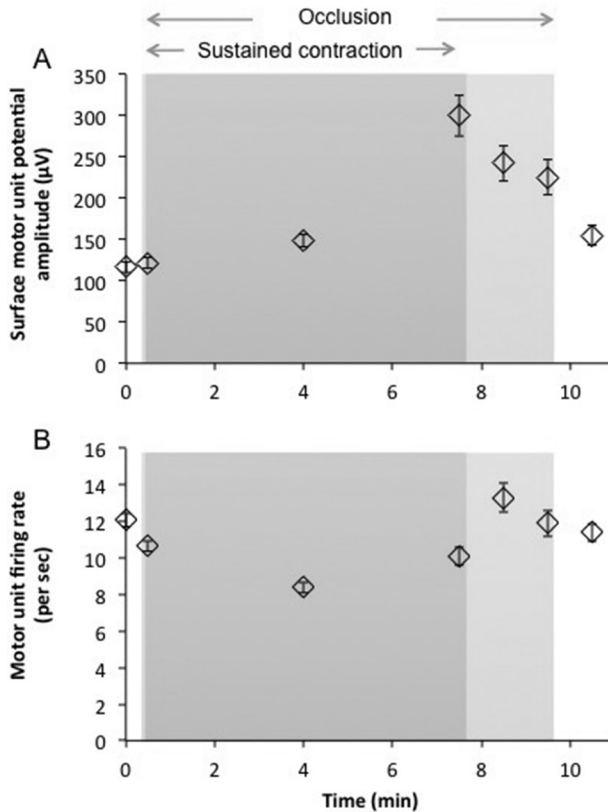 Occlusion
Sustained contraction
A
350
300
250
200
150
100
50
0
Surface motor unit potential
amplitude (µV)
0 2 4 6 8 10
B
16
14
12
10
8
6
4
2
0
Motor unit firing rate
(per sec)
0 2 4 6 8 10
Time (min)